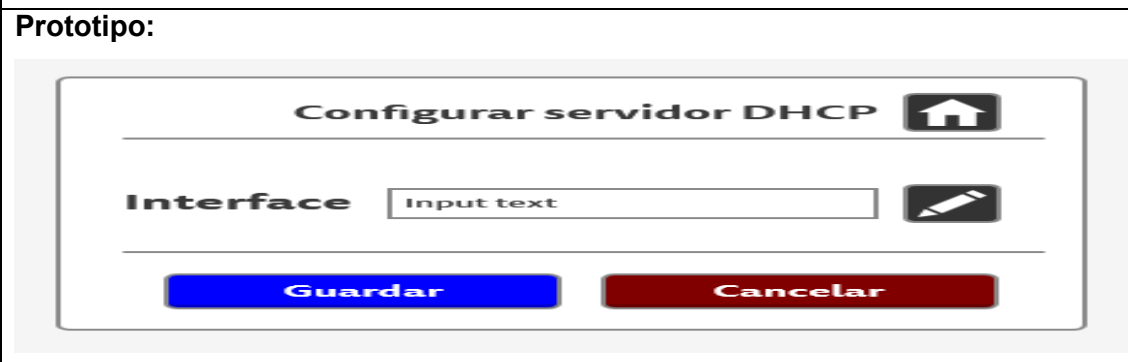 Prototipo:
Configurar servidor DHCP
Interface Input text
Guardar Cancelar